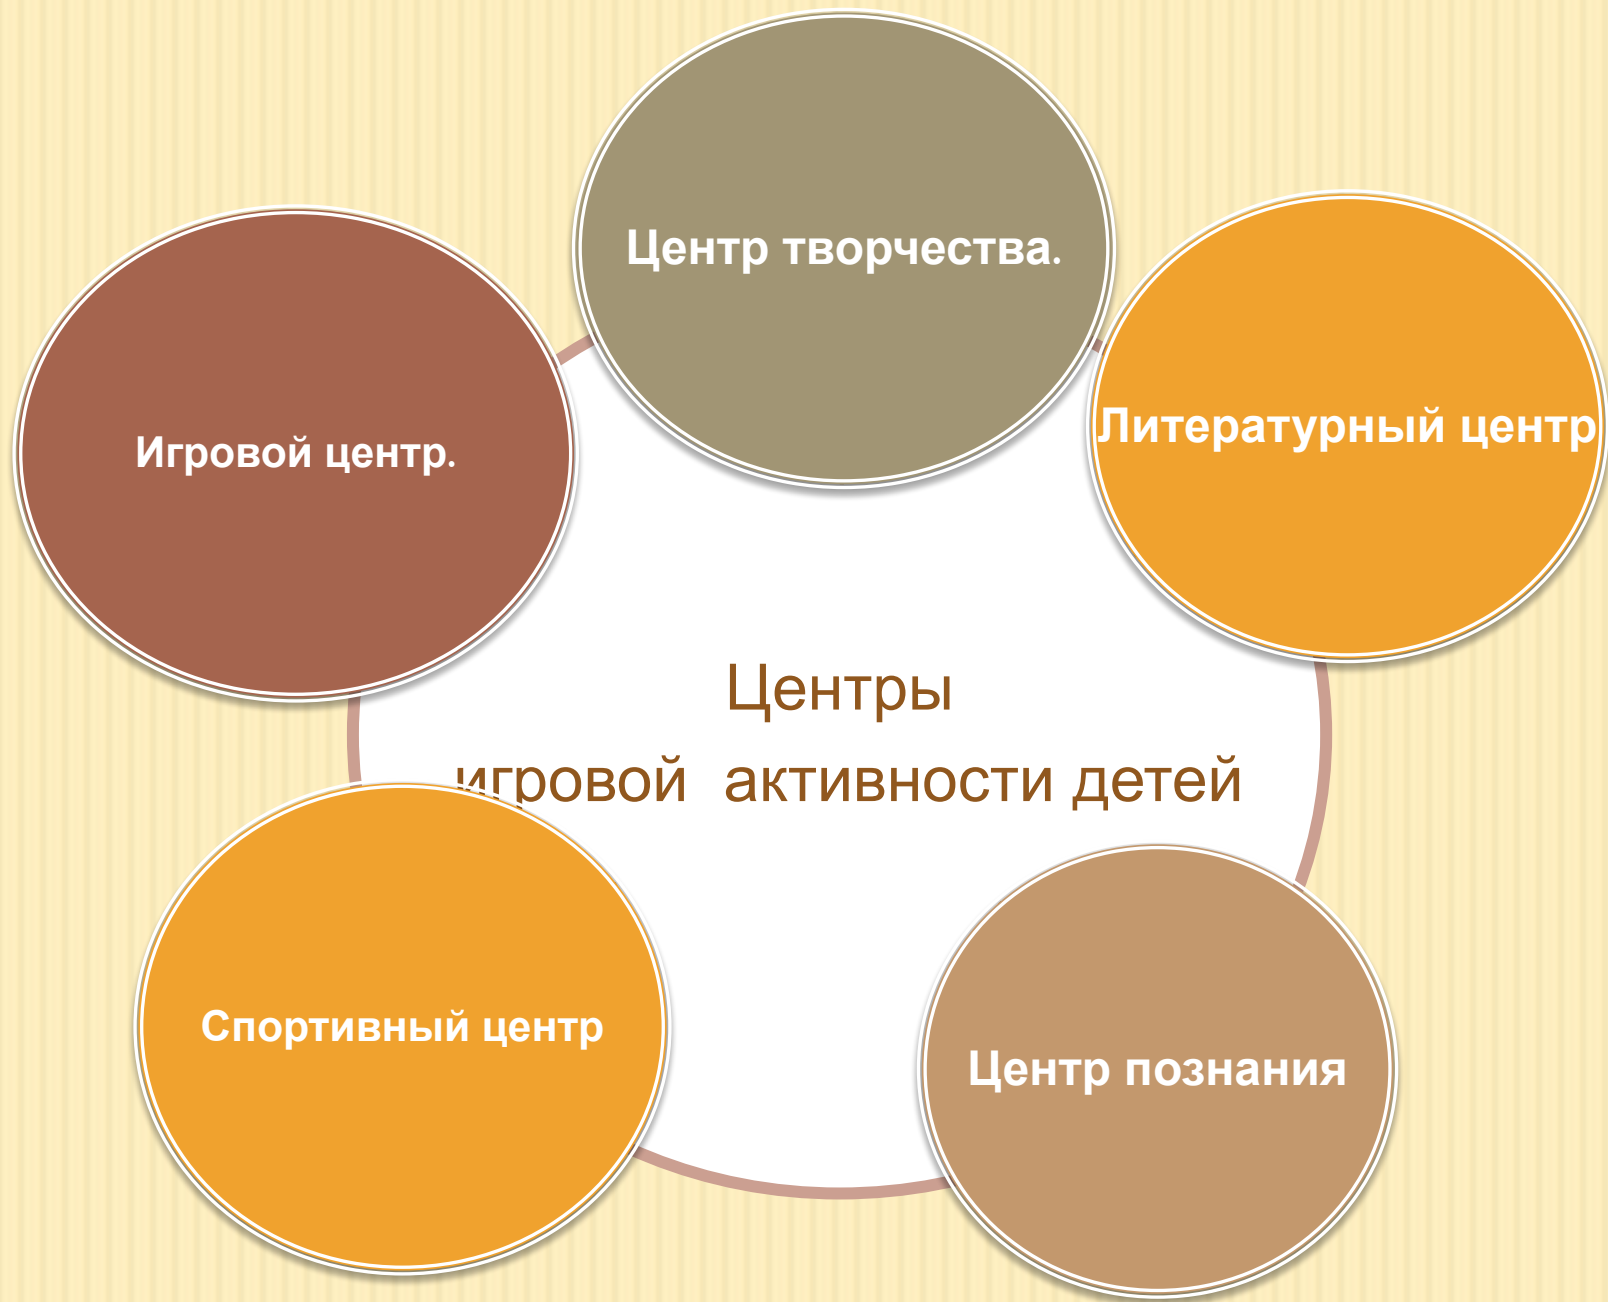 Центр творчества.
Литературный центр
Игровой центр.
Центры
игровой активности детей
Спортивный центр
Центр познания